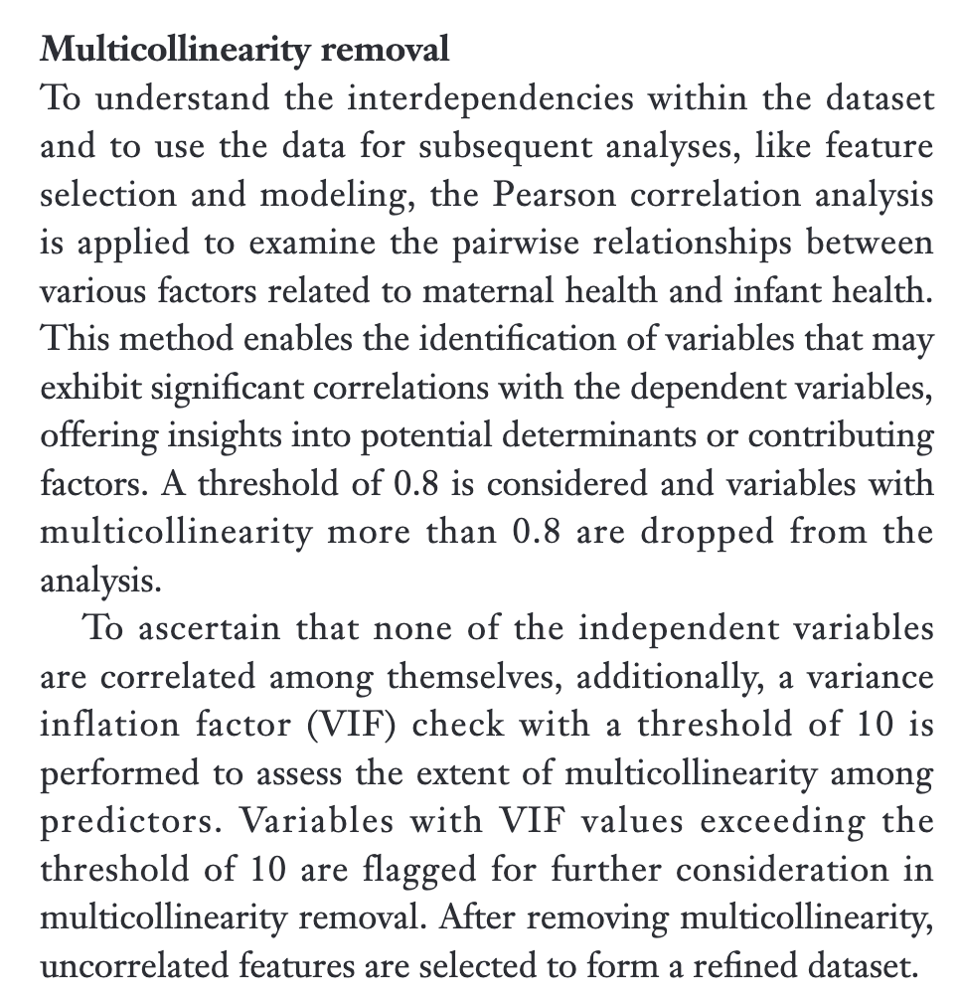 Multicollinearity removal
To understand the interdependencies within the dataset
and to use the data for subsequent analyses, like feature
selection and modeling, the Pearson correlation analysis
is applied to examine the pairwise relationships between
various factors related to maternal health and infant health.
This method enables the identification of variables that may
exhibit significant correlations with the dependent variables,
offering insights into potential determinants or contributing
factors. A threshold of 0.8 is considered and variables with
multicollinearity more than 0.8 are dropped from the
analysis.
To ascertain that none of the independent variables
are correlated among themselves, additionally, a variance
inflation factor (VIF) check with a threshold of 10 is
performed to assess the extent of multicollinearity among
predictors. Variables with VIF values exceeding the
threshold of 10 are flagged for further consideration in
multicollinearity removal. After removing multicollinearity,
uncorrelated features are selected to form a refined dataset.